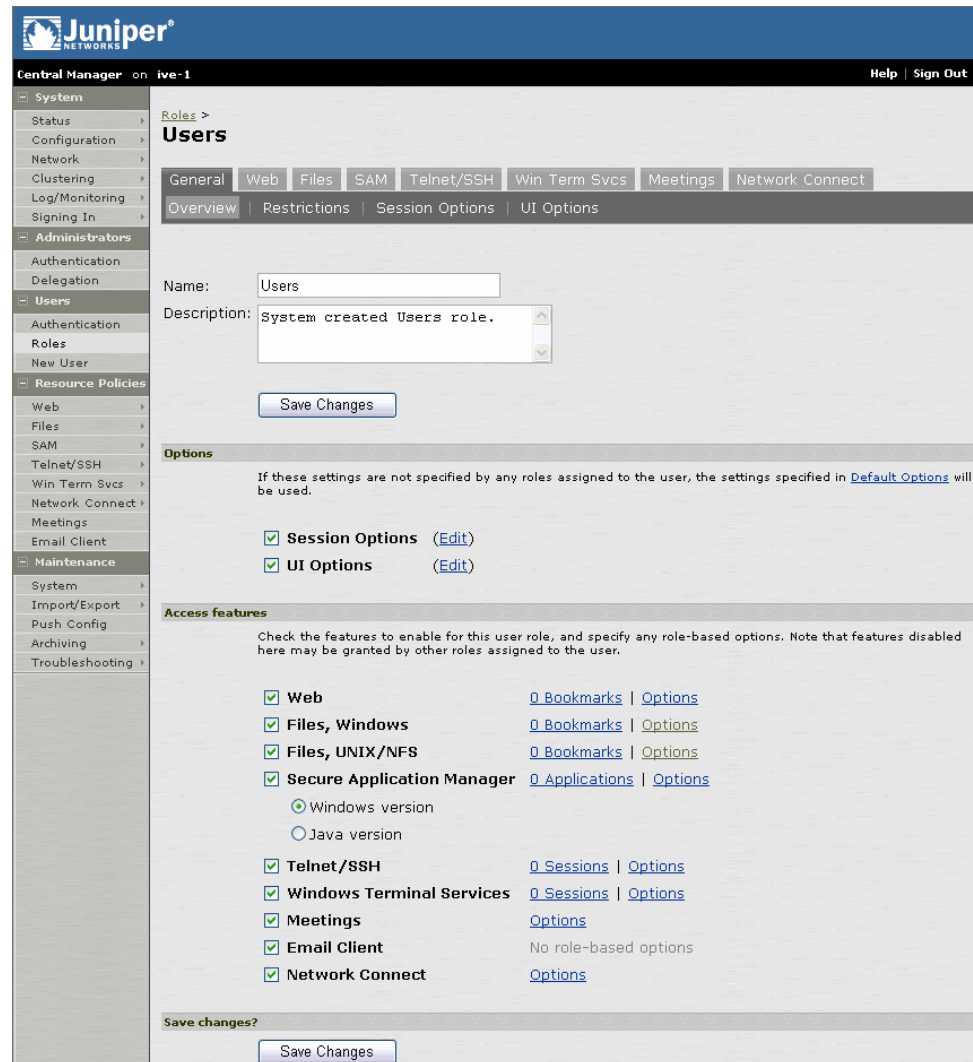 Juniper®
NETWORKS
Central Manager on ive-1
Help | Sign Out
System
Status
Configuration
Network
Clustering
Log/Monitoring
Signing In
Administrators
Authentication
Delegation
Users
Authentication
Roles
New User
Resource Policies
Web
Files
SAM
Telnet/SSH
Win Term Svcs
Network Connect
Meetings
Email Client
Maintenance
System
Import/Export
Push Config
Archiving
Troubleshooting
Roles >
Users
General Web Files SAM Telnet/SSH Win Term Svcs Meetings Network Connect
Overview | Restrictions | Session Options | UI Options
Name: Users
Description: System created Users role.
Save Changes
Options
If these settings are not specified by any roles assigned to the user, the settings specified in Default Options will
be used.
Session Options (Edit)
UI Options (Edit)
Access features
Check the features to enable for this user role, and specify any role-based options. Note that features disabled
here may be granted by other roles assigned to the user.
Web 0 Bookmarks | Options
Files, Windows 0 Bookmarks | Options
Files, UNIX/NFS 0 Bookmarks | Options
Secure Application Manager 0 Applications | Options
Windows version
Java version
Telnet/SSH 0 Sessions | Options
Windows Terminal Services 0 Sessions | Options
Meetings Options
Email Client No role-based options
Network Connect Options
Save changes?
Save Changes